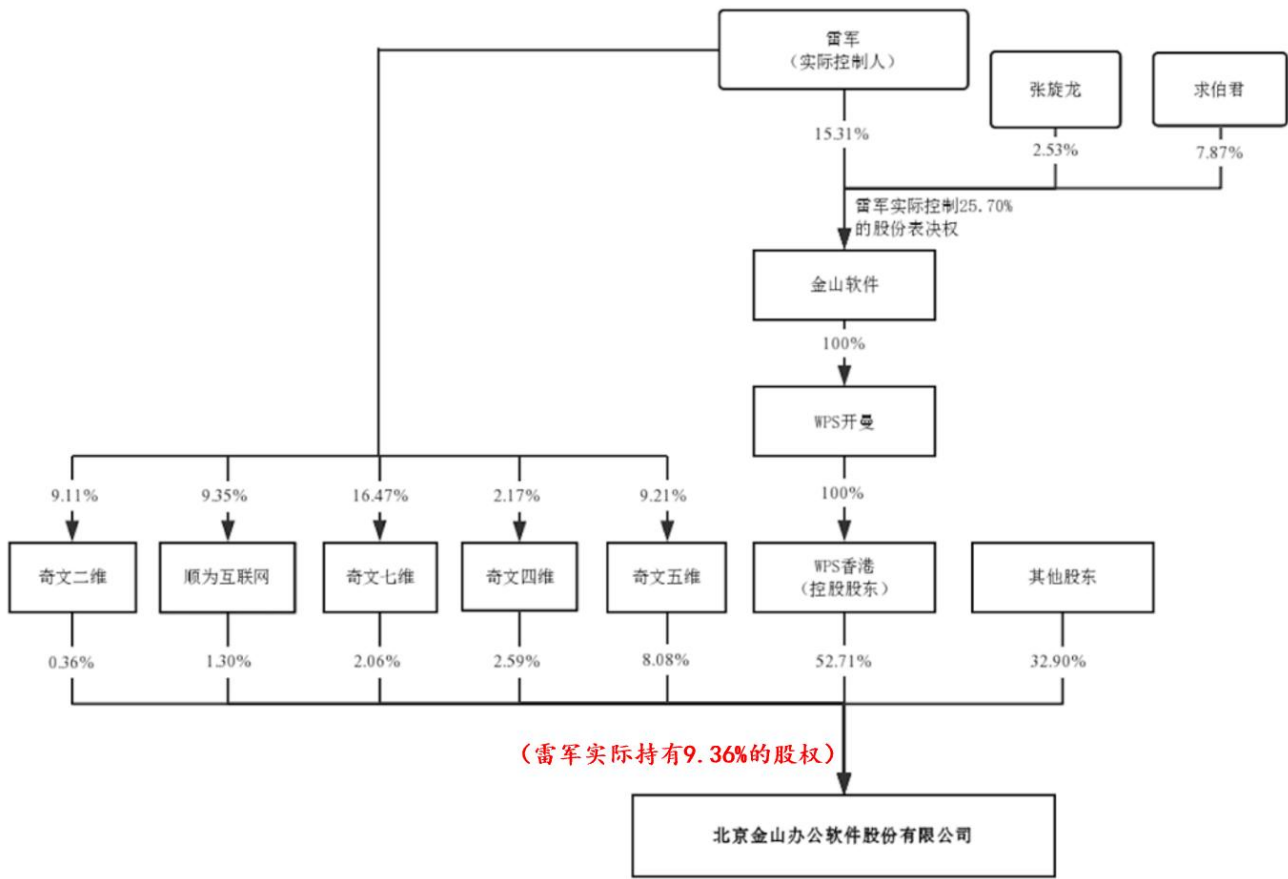 雷军
（实际控制人）
张旋龙
求伯君
15.31%
2.53%
7.87%
雷军实际控制25.70%
的股份表决权
金山软件
100%
WPS开曼
9.11%
9.35%
16.47%
2.17%
9.21%
100%
奇文二维
顺为互联网
奇文七维
奇文四维
奇文五维
WPS香港
（控股股东）
其他股东
0.36%
1.30%
2.06%
2.59%
8.08%
52.71%
32.90%
（雷军实际持有9.36%的股权）
北京金山办公软件股份有限公司